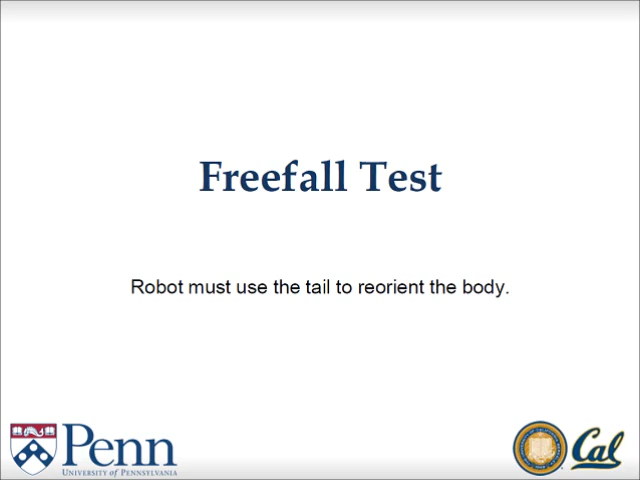 Freefall Test
Robot must use the tail to reorient the body.
Penn
UNIVERSITY of PENNSYLVANIA
Cal